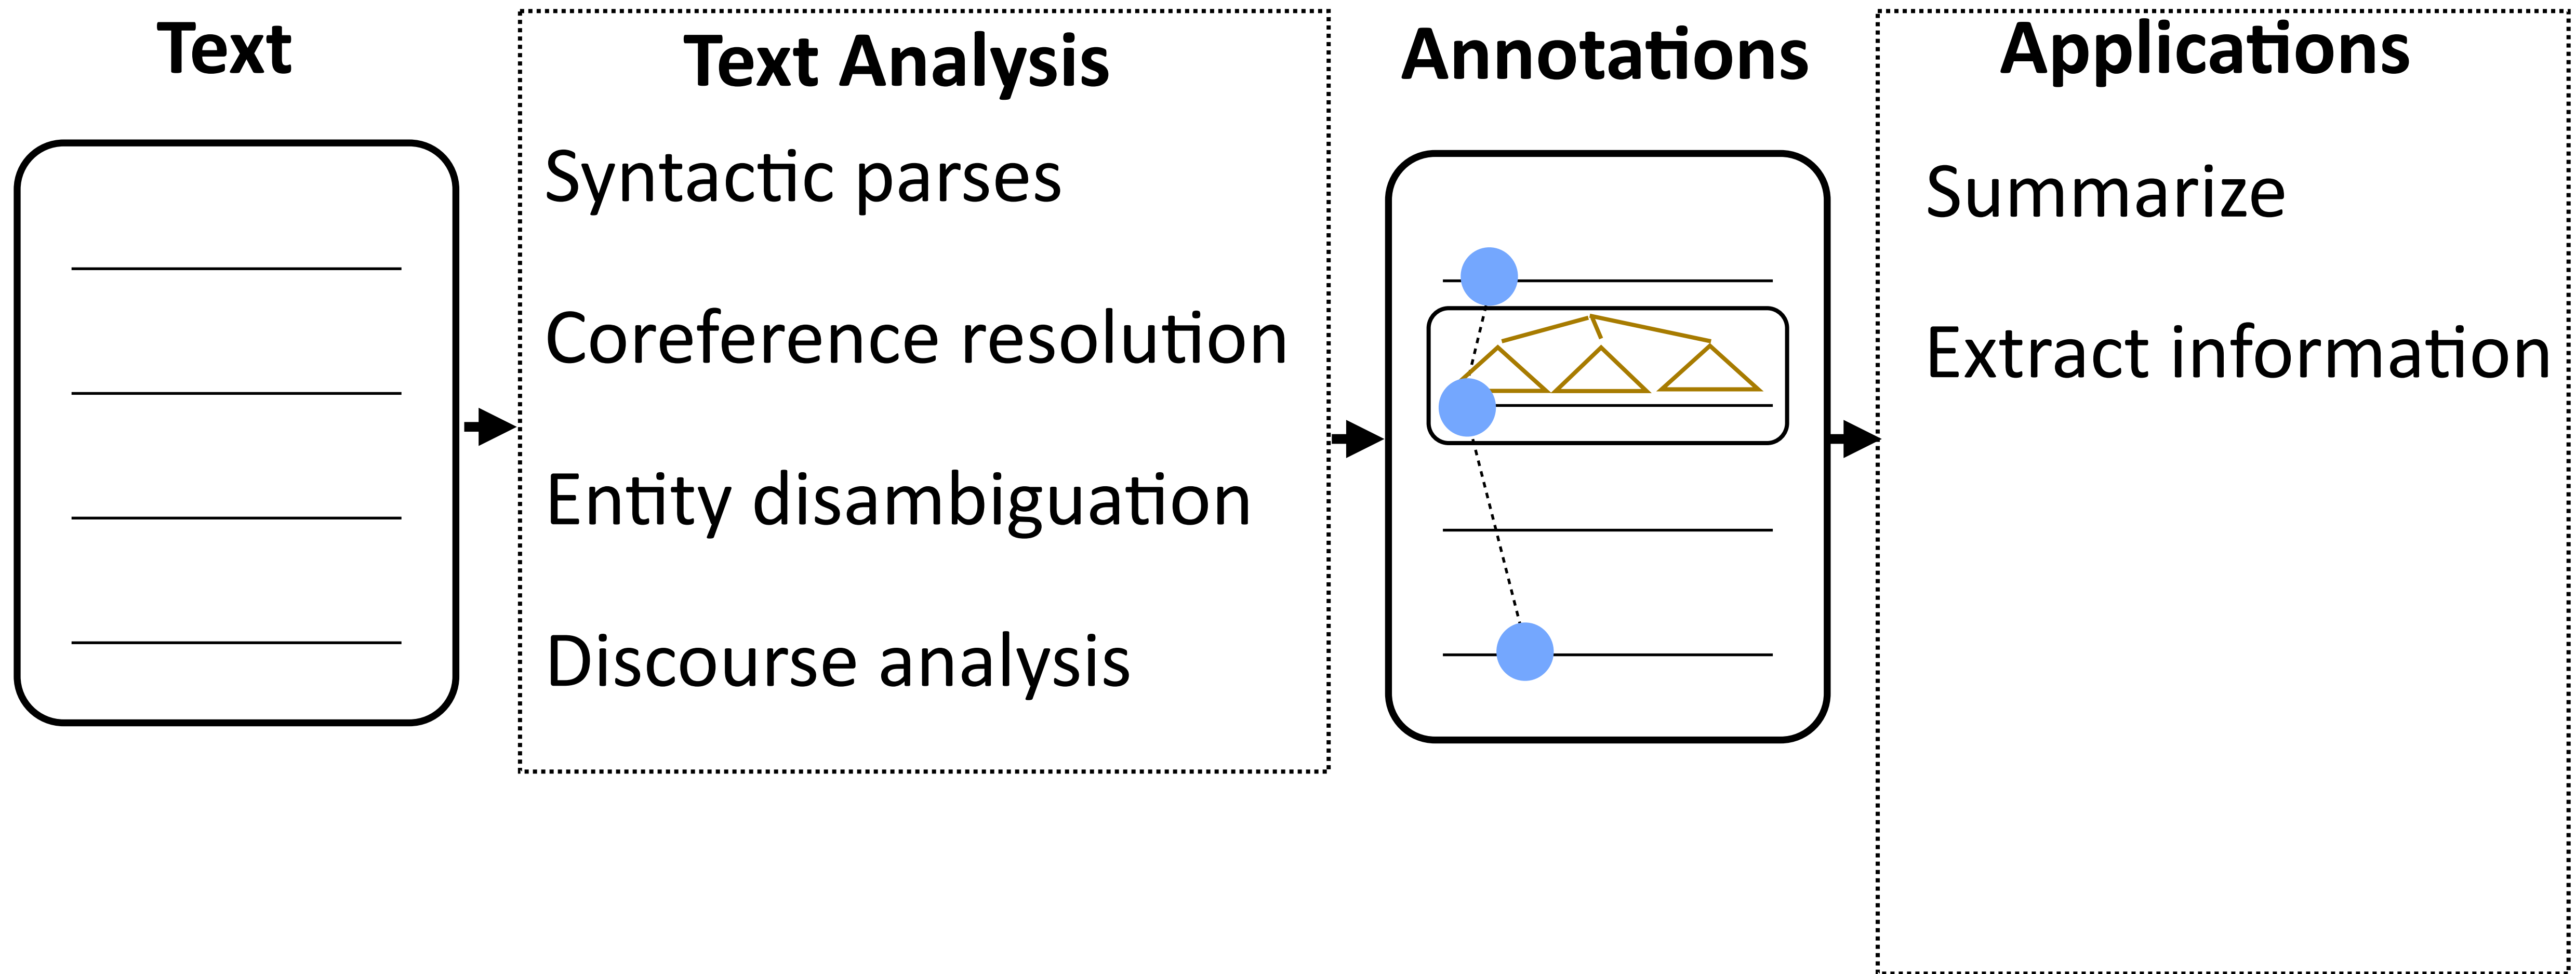 Text
Text Analysis
Syntactic parses
Coreference resolution
Entity disambiguation
Discourse analysis
Annotations
Applications
Summarize
Extract information